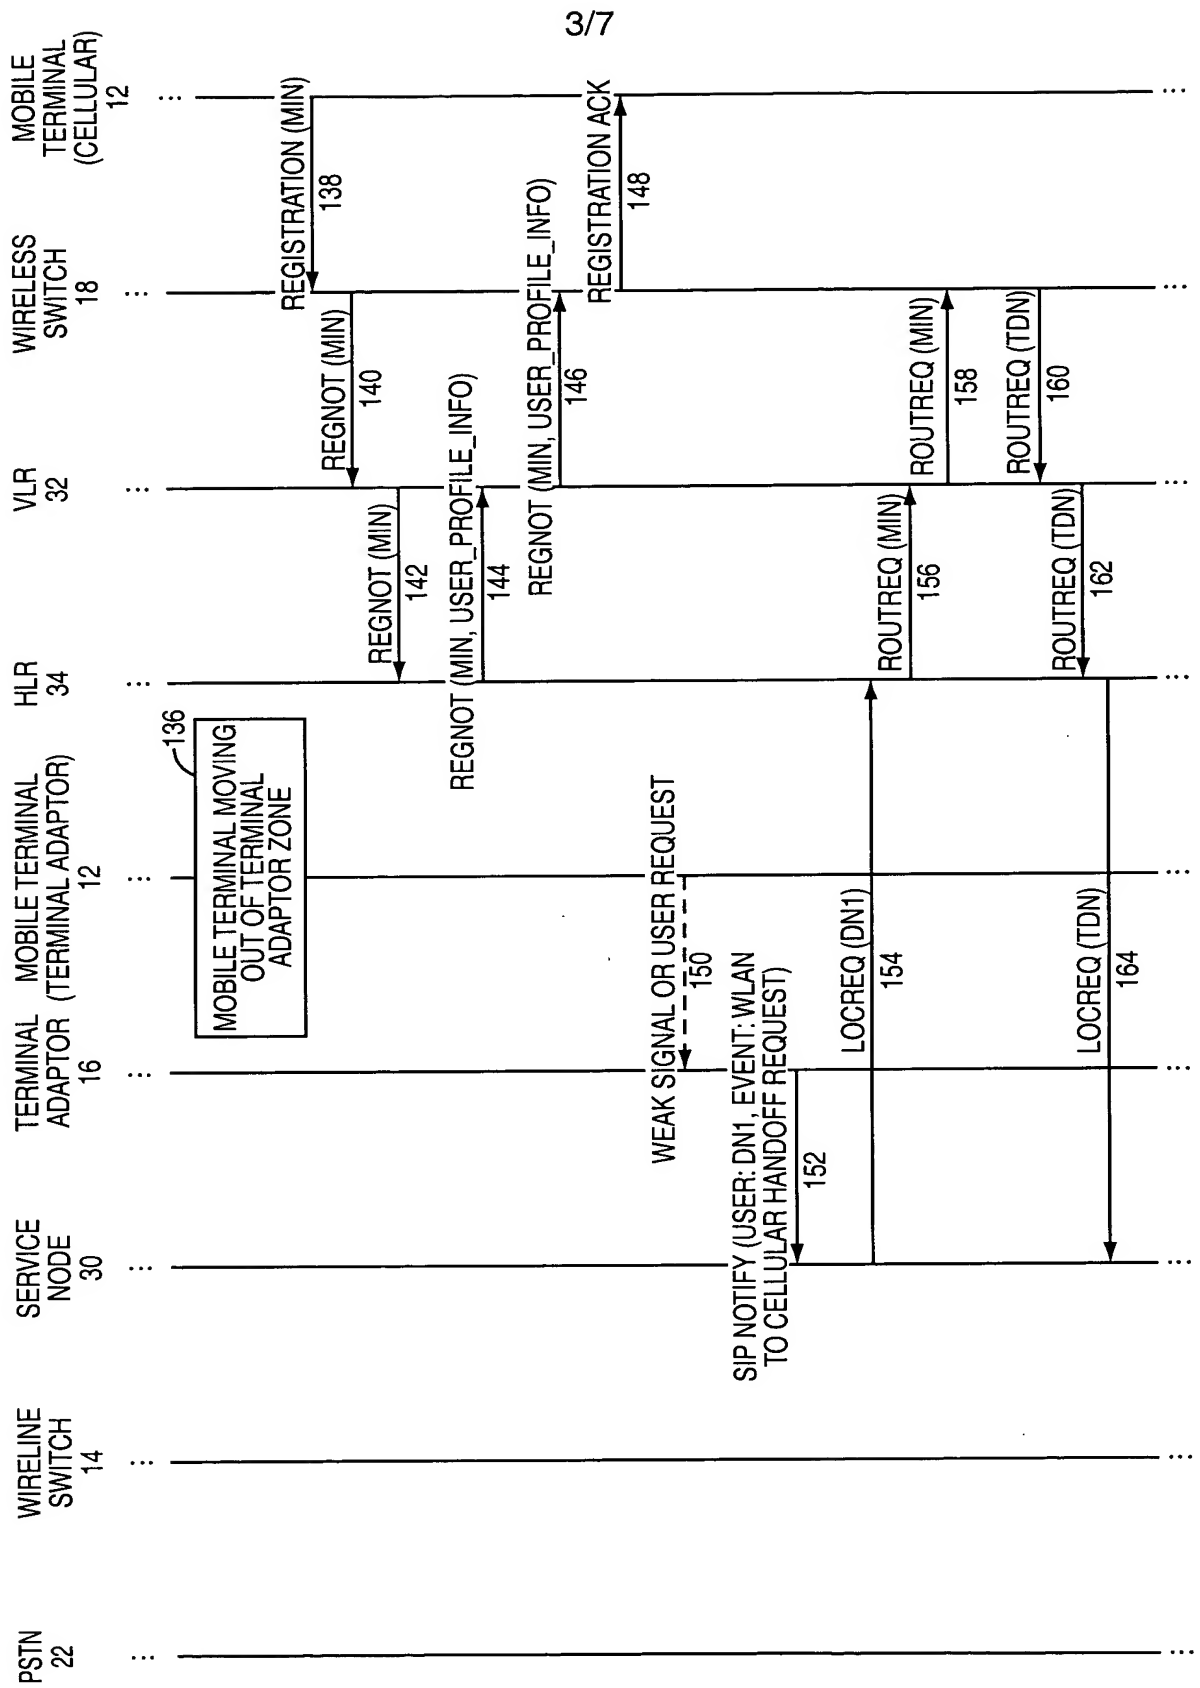 3/7
PSTN
22
WIRELINE
SWITCH
14
SERVICE
NODE
30
TERMINAL
ADAPTOR
16
MOBILE TERMINAL
(TERMINAL ADAPTOR)
12
HLR
34
VLR
32
WIRELESS
SWITCH
18
MOBILE
TERMINAL
(CELLULAR)
12
...
...
...
...
...
...
...
...
...
136
MOBILE TERMINAL MOVING
OUT OF TERMINAL
ADAPTOR ZONE
REGISTRATION (MIN)
138
REGNOT (MIN)
140
REGNOT (MIN)
142
REGNOT (MIN, USER_PROFILE_INFO)
144
REGNOT (MIN, USER_PROFILE_INFO)
146
REGISTRATION ACK
148
WEAK SIGNAL OR USER REQUEST
150
SIP NOTIFY (USER: DN1, EVENT: WLAN
TO CELLULAR HANDOFF REQUEST)
152
LOCREQ (DN1)
154
ROUTREQ (MIN)
156
ROUTREQ (MIN)
158
ROUTREQ (TDN)
160
ROUTREQ (TDN)
162
LOCREQ (TDN)
164
...
...
...
...
...
...
...
...
...